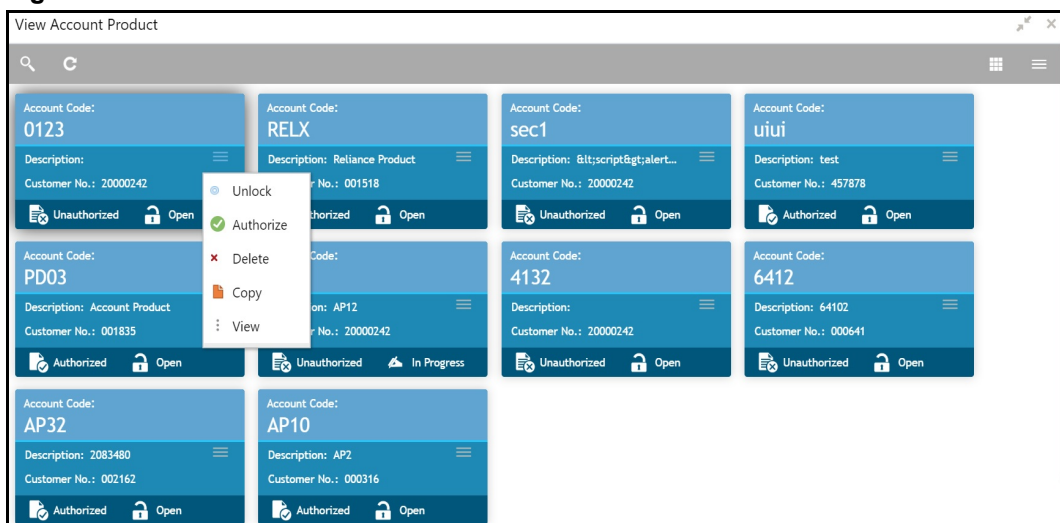 View Account Product
Account Code:
0123
Description:
Customer No.: 20000242
Unauthorized Open
Unlock
Authorize
Delete
Copy
View
Account Code:
RELX
Description: Reliance Product
No.: 001518
Open
Account Code:
sec1
Description: &lt;script&gt;alert...
Customer No.: 20000242
Unauthorized Open
Account Code:
uiui
Description: test
Customer No.: 457878
Authorized Open
Account Code:
PD03
Description: Account Product
Customer No.: 001835
Authorized Open
Code:
AP12
No.: 20000242
Unauthorized In Progress
Account Code:
4132
Description:
Customer No.: 20000242
Unauthorized Open
Account Code:
6412
Description: 64102
Customer No.: 000641
Unauthorized Open
Account Code:
AP32
Description: 2083480
Customer No.: 002162
Authorized Open
Account Code:
AP10
Description: AP2
Customer No.: 000316
Authorized Open